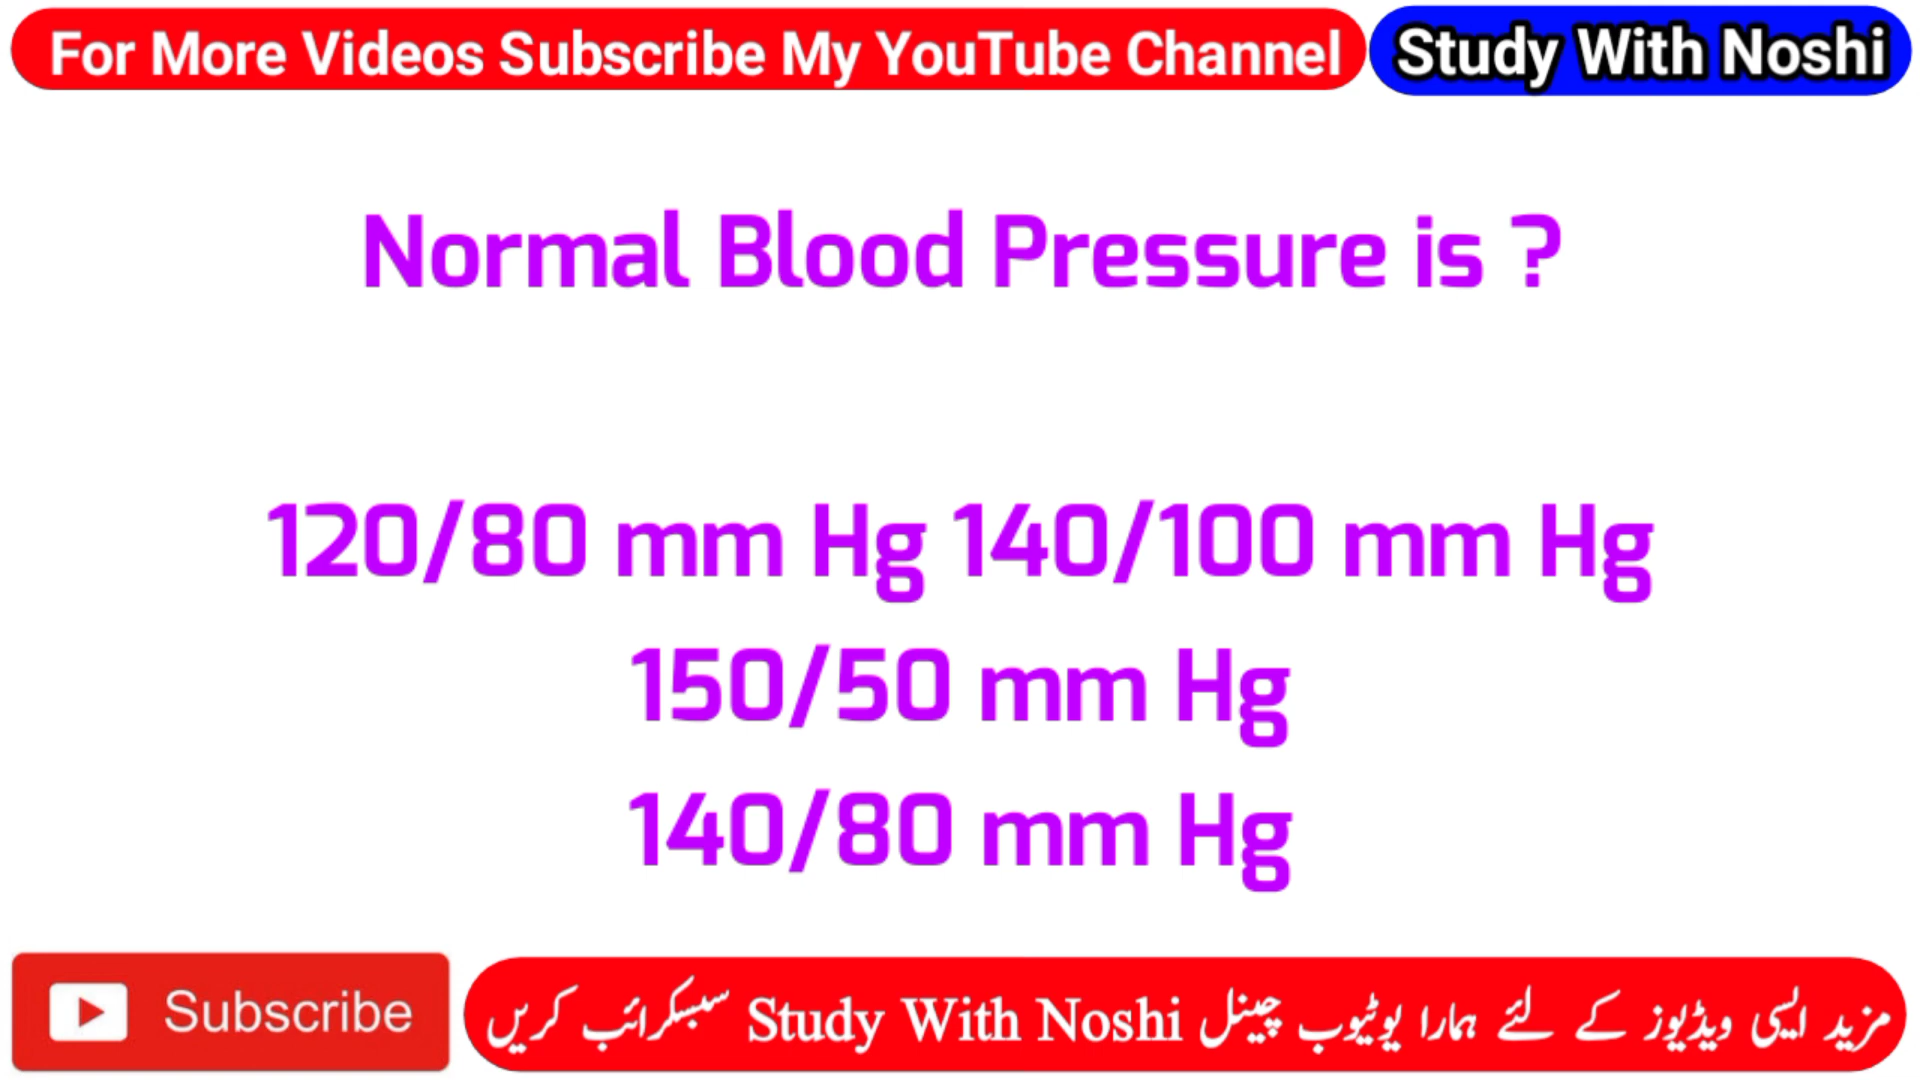 For More Videos Subscribe My YouTube Channel Study With Noshi
Normal Blood Pressure is ?
120/80 mm Hg 140/100 mm Hg
150/50 mm Hg
140/80 mm Hg
Subscribe
مزید ایسی ویڈیوز کے لئے ہمارا یوٹیوب چینل Study With Noshi سبسکرائب کریں